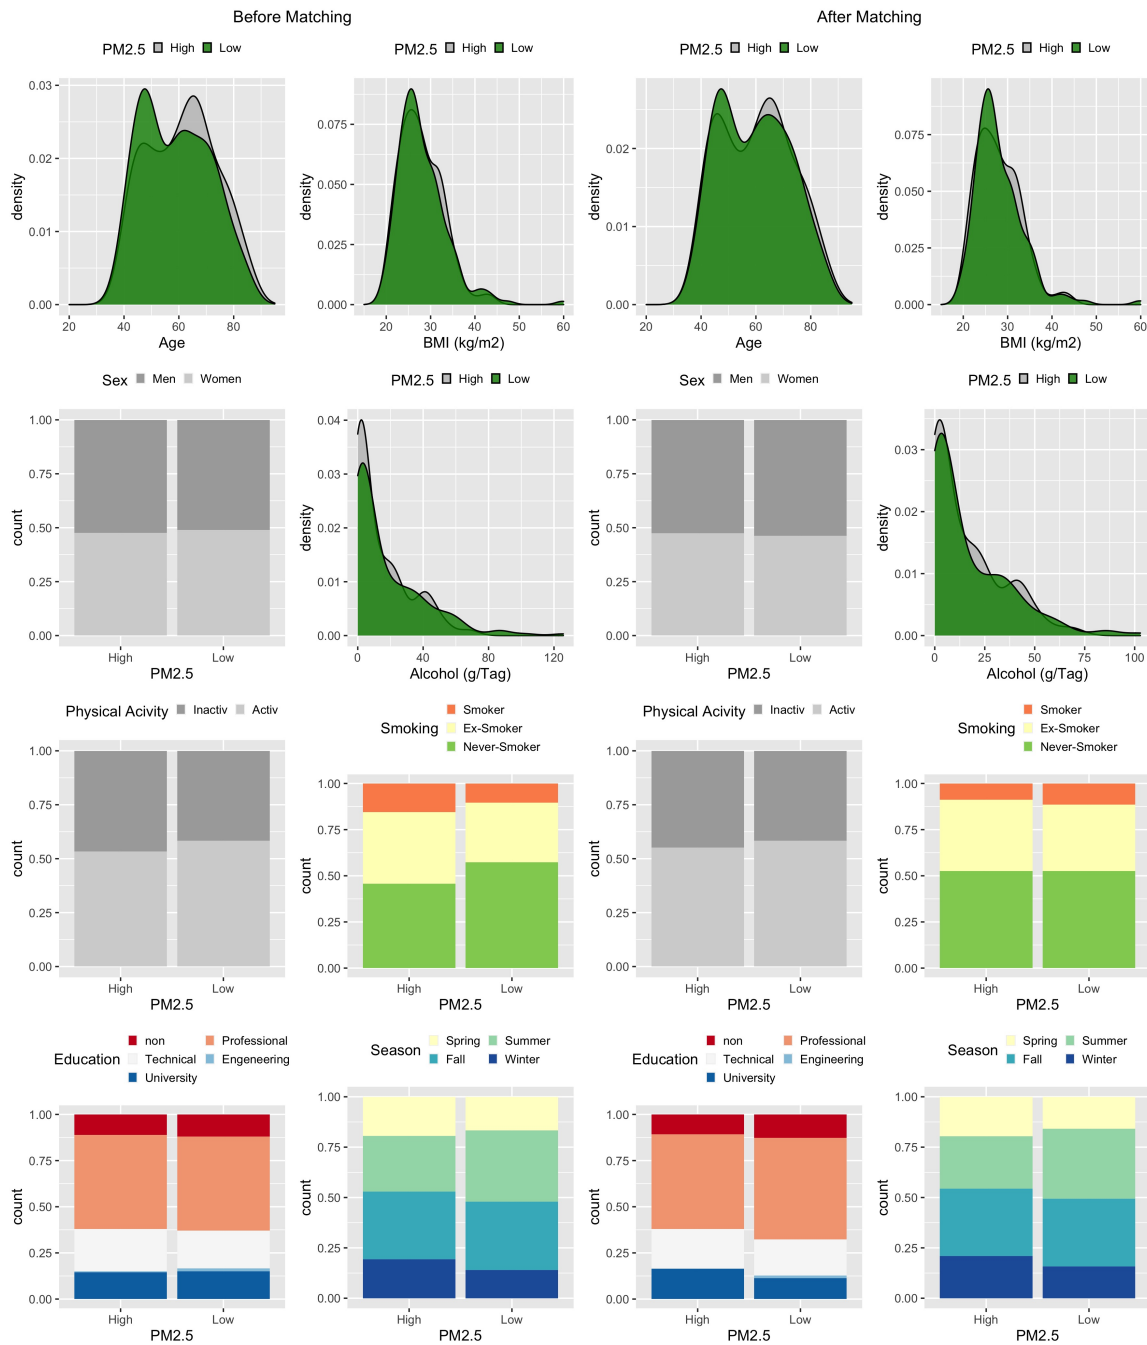 Before Matching
After Matching
PM2.5 High Low
PM2.5 High Low
PM2.5 High Low
PM2.5 High Low
0.03
0.02
0.01
0.00
density
20 40 60 80
Age
0.075
0.050
0.025
0.000
density
20 30 40 50 60
BMI (kg/m2)
0.02
0.01
0.00
density
20 40 60 80
Age
0.075
0.050
0.025
0.000
density
20 30 40 50 60
BMI (kg/m2)
Sex Men Women
PM2.5 High Low
Sex Men Women
PM2.5 High Low
1.00
0.75
0.50
0.25
0.00
count
High Low
PM2.5
0.04
0.03
0.02
0.01
0.00
density
0 40 80 120
Alcohol (g/Tag)
1.00
0.75
0.50
0.25
0.00
count
High Low
PM2.5
0.03
0.02
0.01
0.00
density
0 25 50 75 100
Alcohol (g/Tag)
Physical Acivity Inactiv Activ
Smoking
Smoker
Ex-Smoker
Never-Smoker
Physical Acivity Inactiv Activ
Smoking
Smoker
Ex-Smoker
Never-Smoker
1.00
0.75
0.50
0.25
0.00
count
High Low
PM2.5
1.00
0.75
0.50
0.25
0.00
count
High Low
PM2.5
1.00
0.75
0.50
0.25
0.00
count
High Low
PM2.5
1.00
0.75
0.50
0.25
0.00
count
High Low
PM2.5
Education
non Professional
Technical Engeneering
University
Season
Spring Summer
Fall Winter
Education
non Professional
Technical Engineering
University
Season
Spring Summer
Fall Winter
1.00
0.75
0.50
0.25
0.00
count
High Low
PM2.5
1.00
0.75
0.50
0.25
0.00
count
High Low
PM2.5
1.00
0.75
0.50
0.25
0.00
count
High Low
PM2.5
1.00
0.75
0.50
0.25
0.00
count
High Low
PM2.5